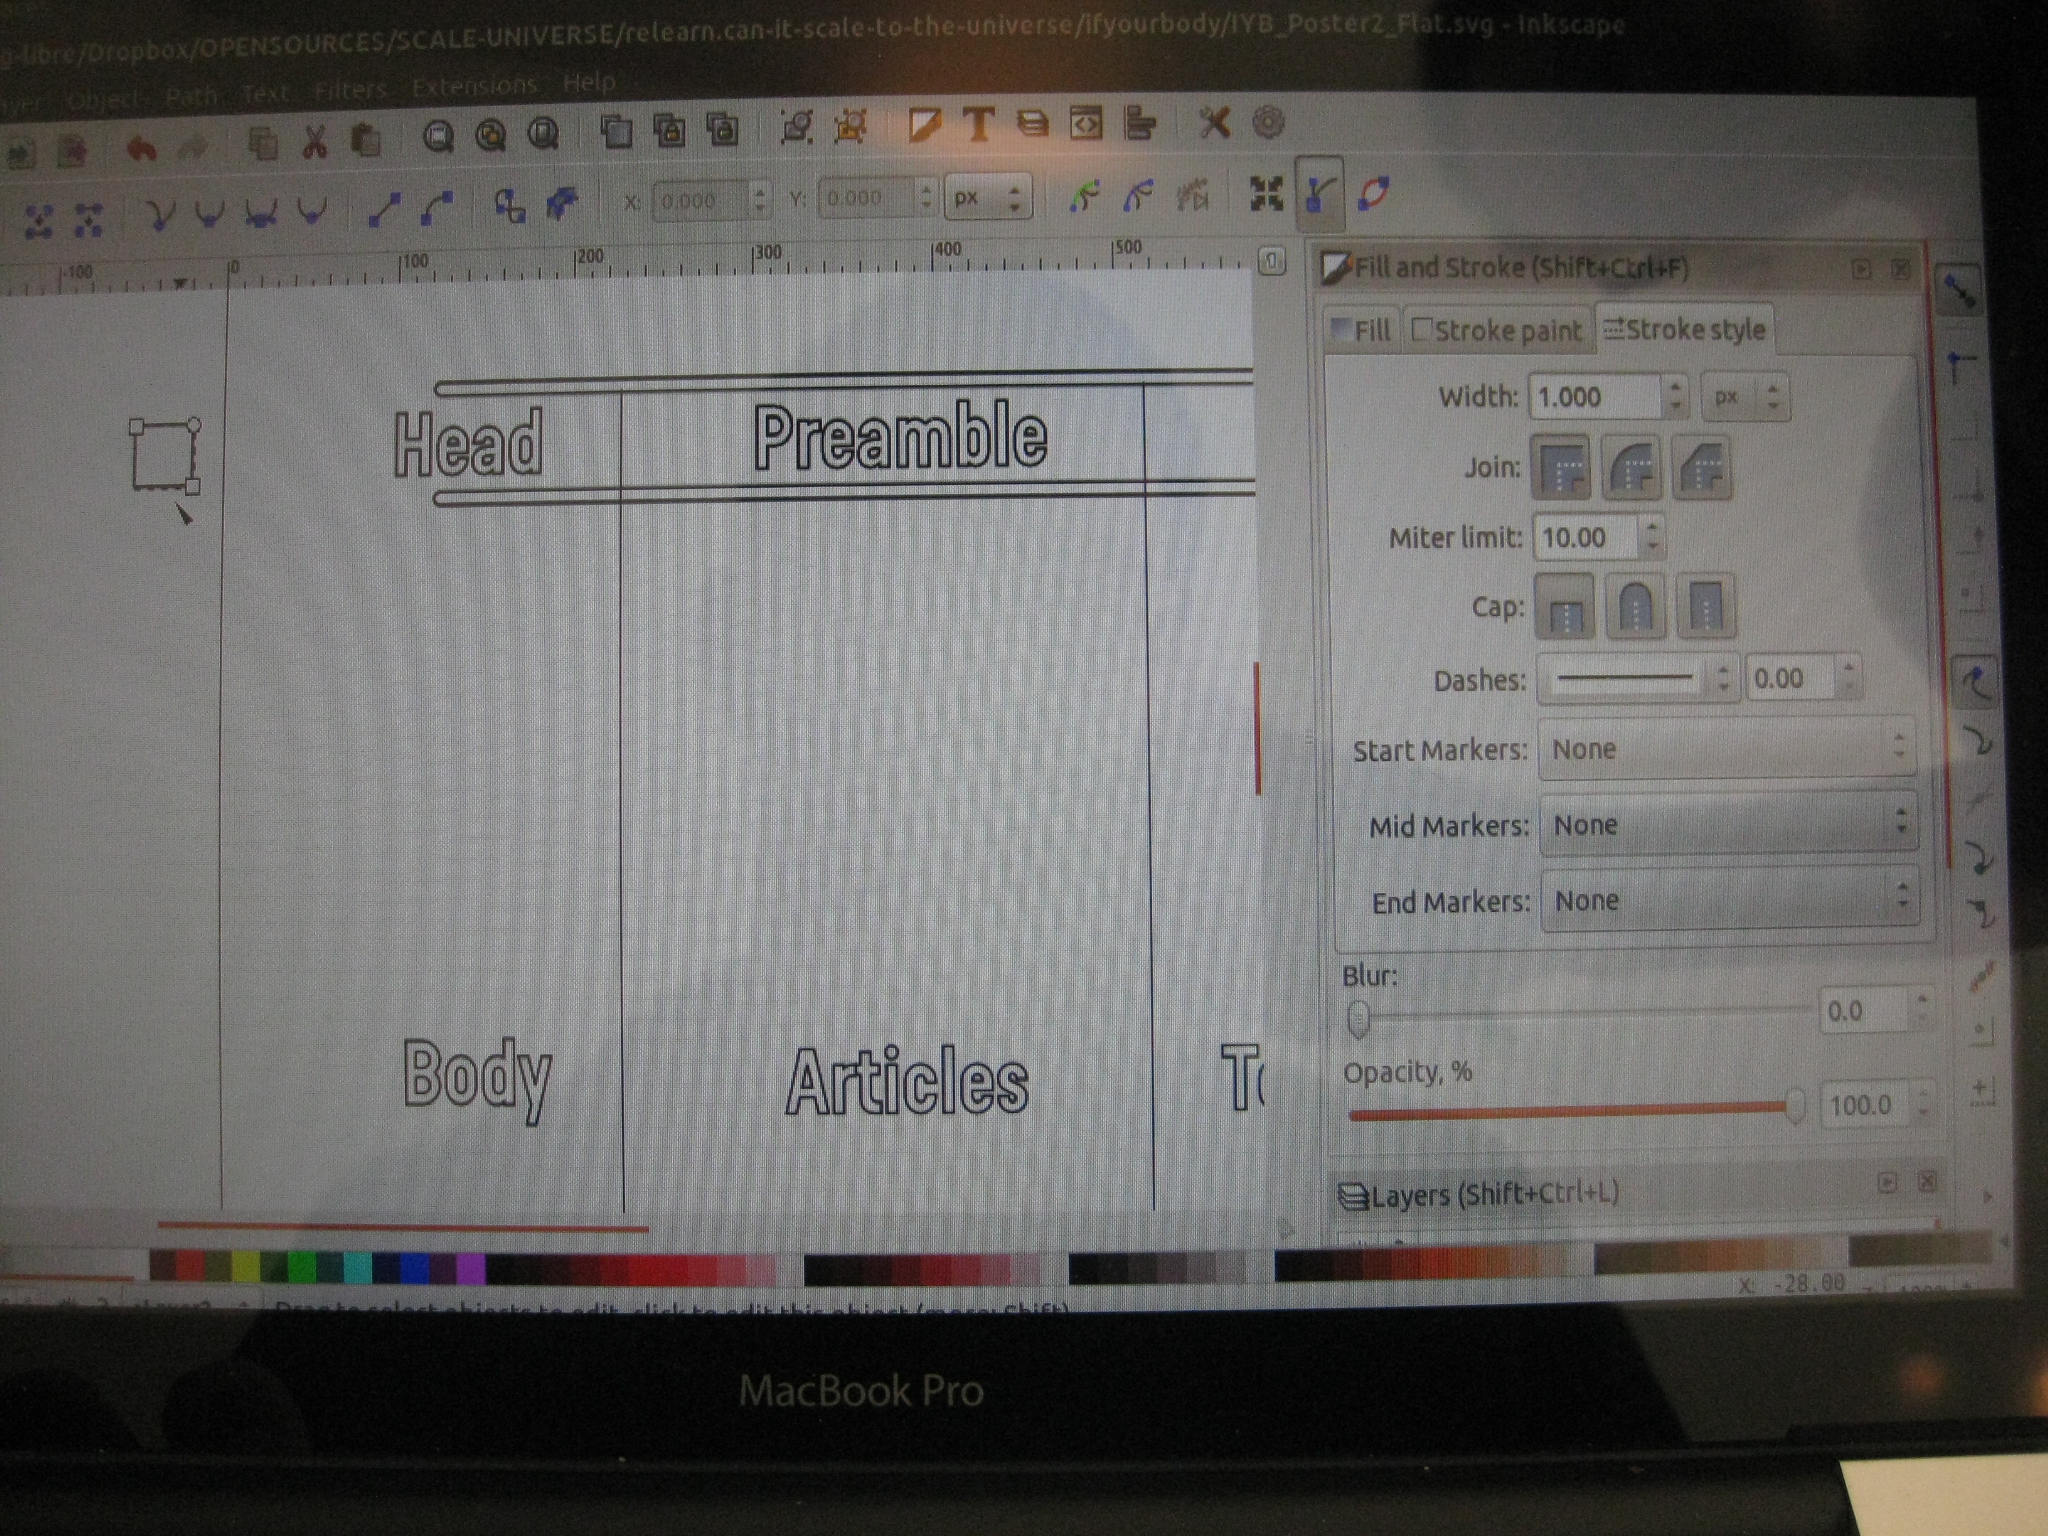 g-libre/Dropbox/OPENSOURCES/SCALE-UNIVERSE/relearn.can-it-scale-to-the-universe/ifyourbody/IYB_Poster2_Flat.svg - Inkscape
Object Path Text Filters Extensions Help
X: 0.000 Y: 0.000 px
-100 0 100 200 300 400 500
Fill and Stroke (Shift+Ctrl+F)
Fill Stroke paint Stroke style
Width: 1.000 px
Head Preamble
Join:
Miter limit: 10.00
Cap:
Dashes: 0.00
Start Markers: None
Mid Markers: None
End Markers: None
Blur:
0.0
Body Articles
Opacity, %
100.0
Layers (Shift+Ctrl+L)
X: -28.00
Drag to select objects to edit, click to edit this object (more: Shift)
MacBook Pro